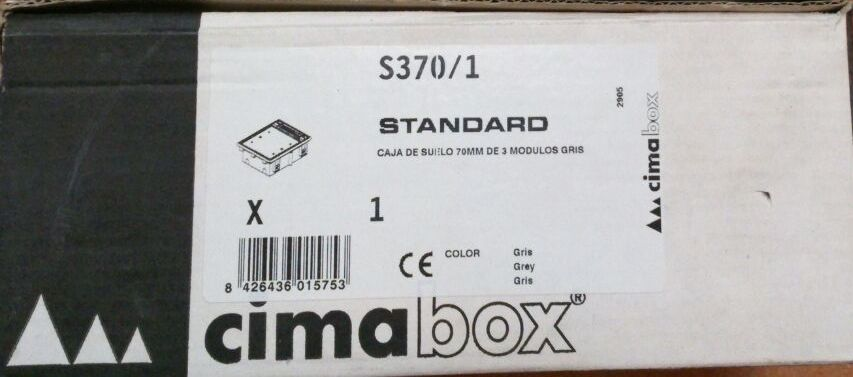 S370/1
STANDARD
CAJA DE SUELO 70MM DE 3 MODULOS GRIS
2905
cimabox
X 1
8 426436 015753
CE
COLOR Gris
Grey
Gris
cimabox®